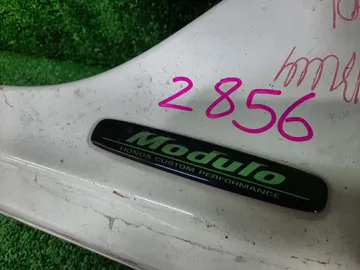 2856
Modulo
HONDA CUSTOM PERFORMANCE